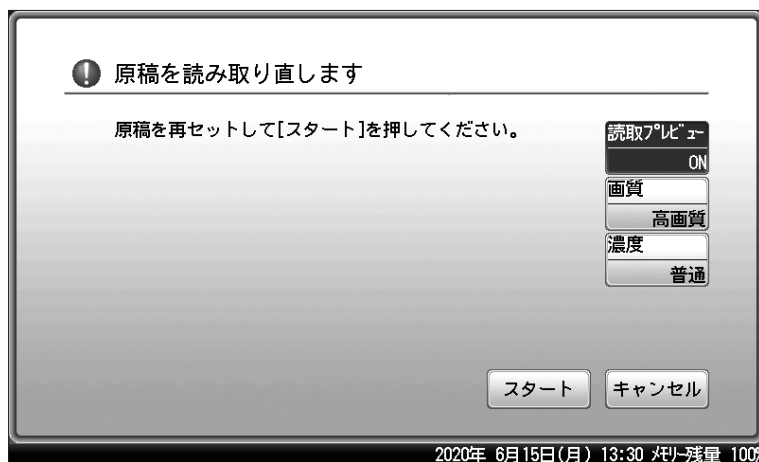 原稿を読み取り直します
原稿を再セットして[スタート]を押してください。
読取ﾌﾟﾚﾋﾞｭｰ
ON
画質
高画質
濃度
普通
スタート
キャンセル
2020年 6月15日(月) 13:30 ﾒﾓﾘｰ残量 100%